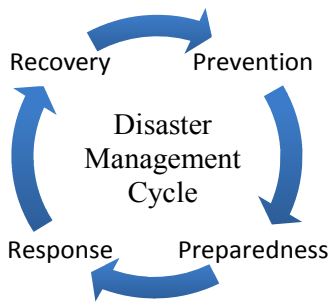 Recovery
Prevention
Disaster
Management
Cycle
Response
Preparedness